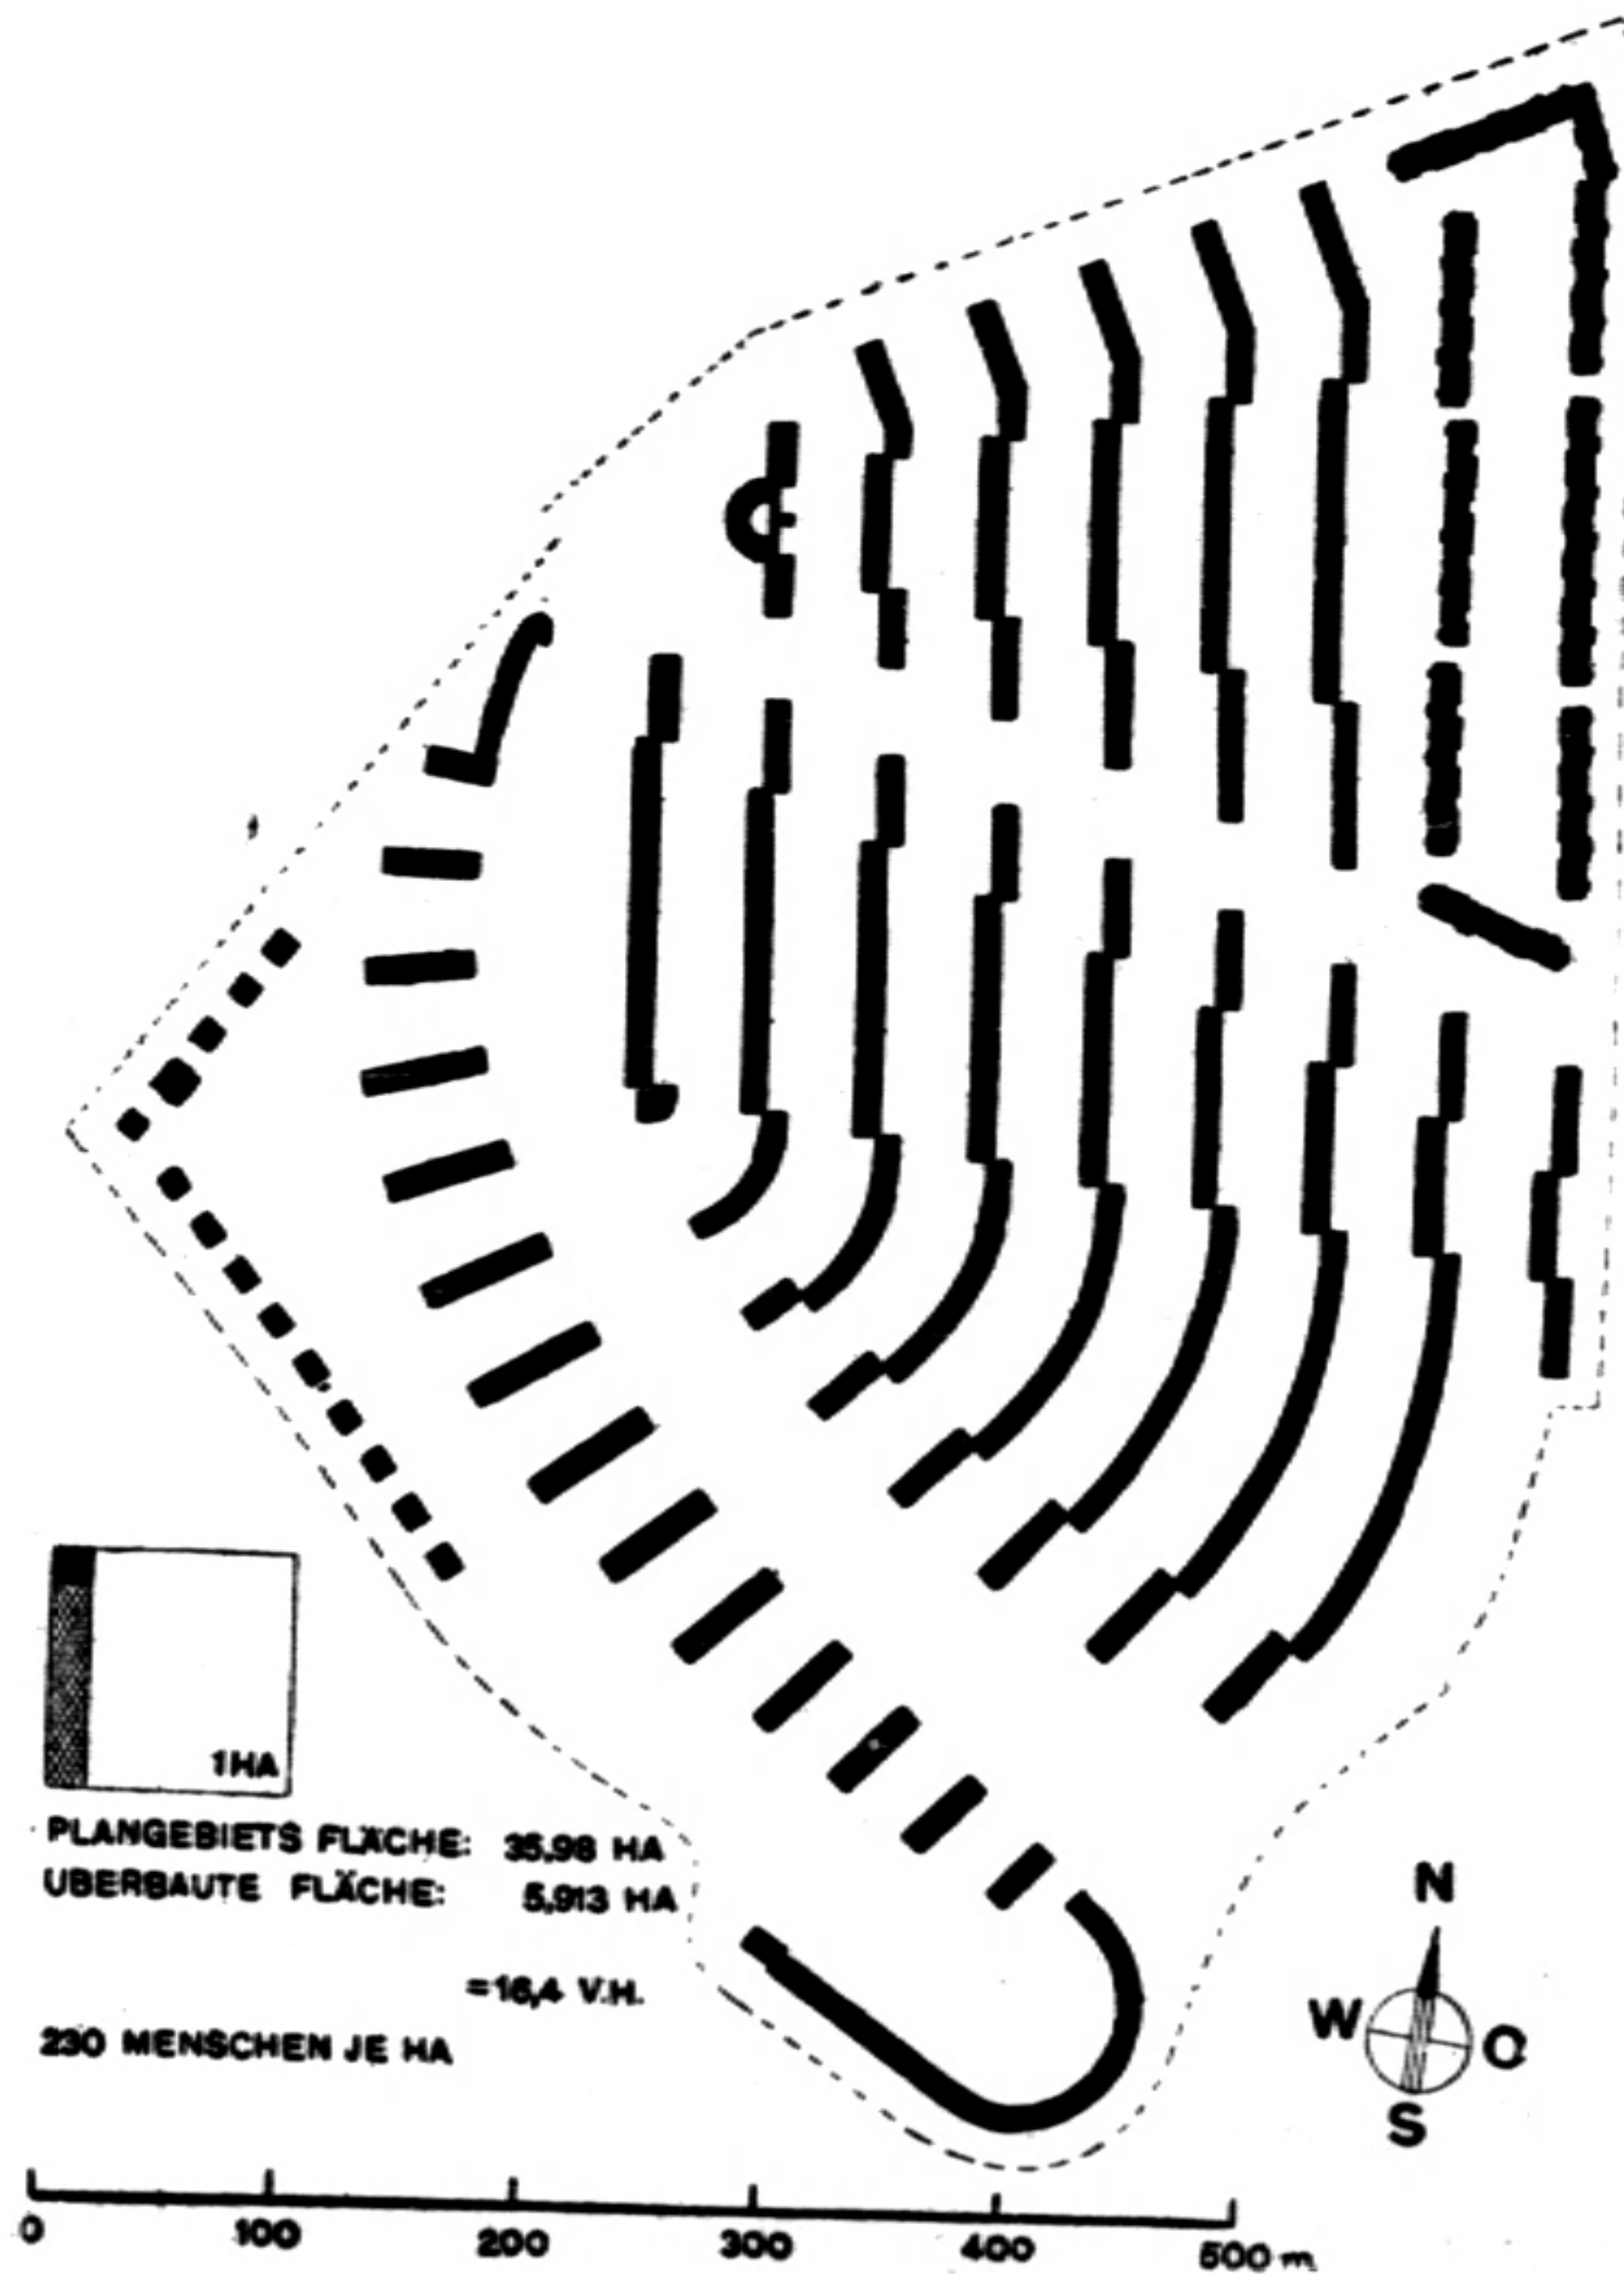 1HA
PLANGEBIETS FLÄCHE: 35,98 HA
UBERBAUTE FLÄCHE: 5,913 HA
=16,4 V.H.
230 MENSCHEN JE HA
N
W O
S
0 100 200 300 400 500 m